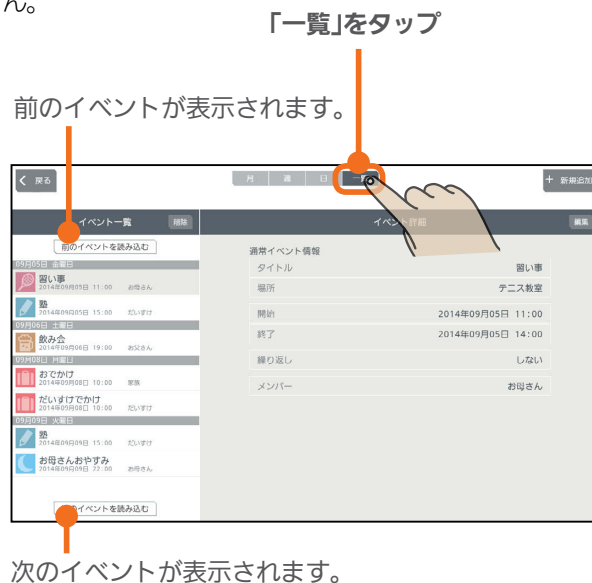 ん。
「一覧」をタップ
前のイベントが表示されます。
戻る
月 週 日
+ 新規追加
イベント一覧 削除
イベント詳細 編集
前のイベントを読み込む
09月05日 金曜日
習い事
2014年09月05日 11:00 お母さん
塾
2014年09月05日 15:00 だいすけ
09月06日 土曜日
飲み会
2014年09月06日 19:00 お父さん
09月08日 月曜日
おでかけ
2014年09月08日 10:00 家族
だいすけでかけ
2014年09月08日 10:00 だいすけ
09月09日 火曜日
塾
2014年09月09日 15:00 だいすけ
お母さんおやすみ
2014年09月09日 22:00 お母さん
のイベントを読み込む
通常イベント情報
タイトル 習い事
場所 テニス教室
開始 2014年09月05日 11:00
終了 2014年09月05日 14:00
繰り返し しない
メンバー お母さん
次のイベントが表示されます。